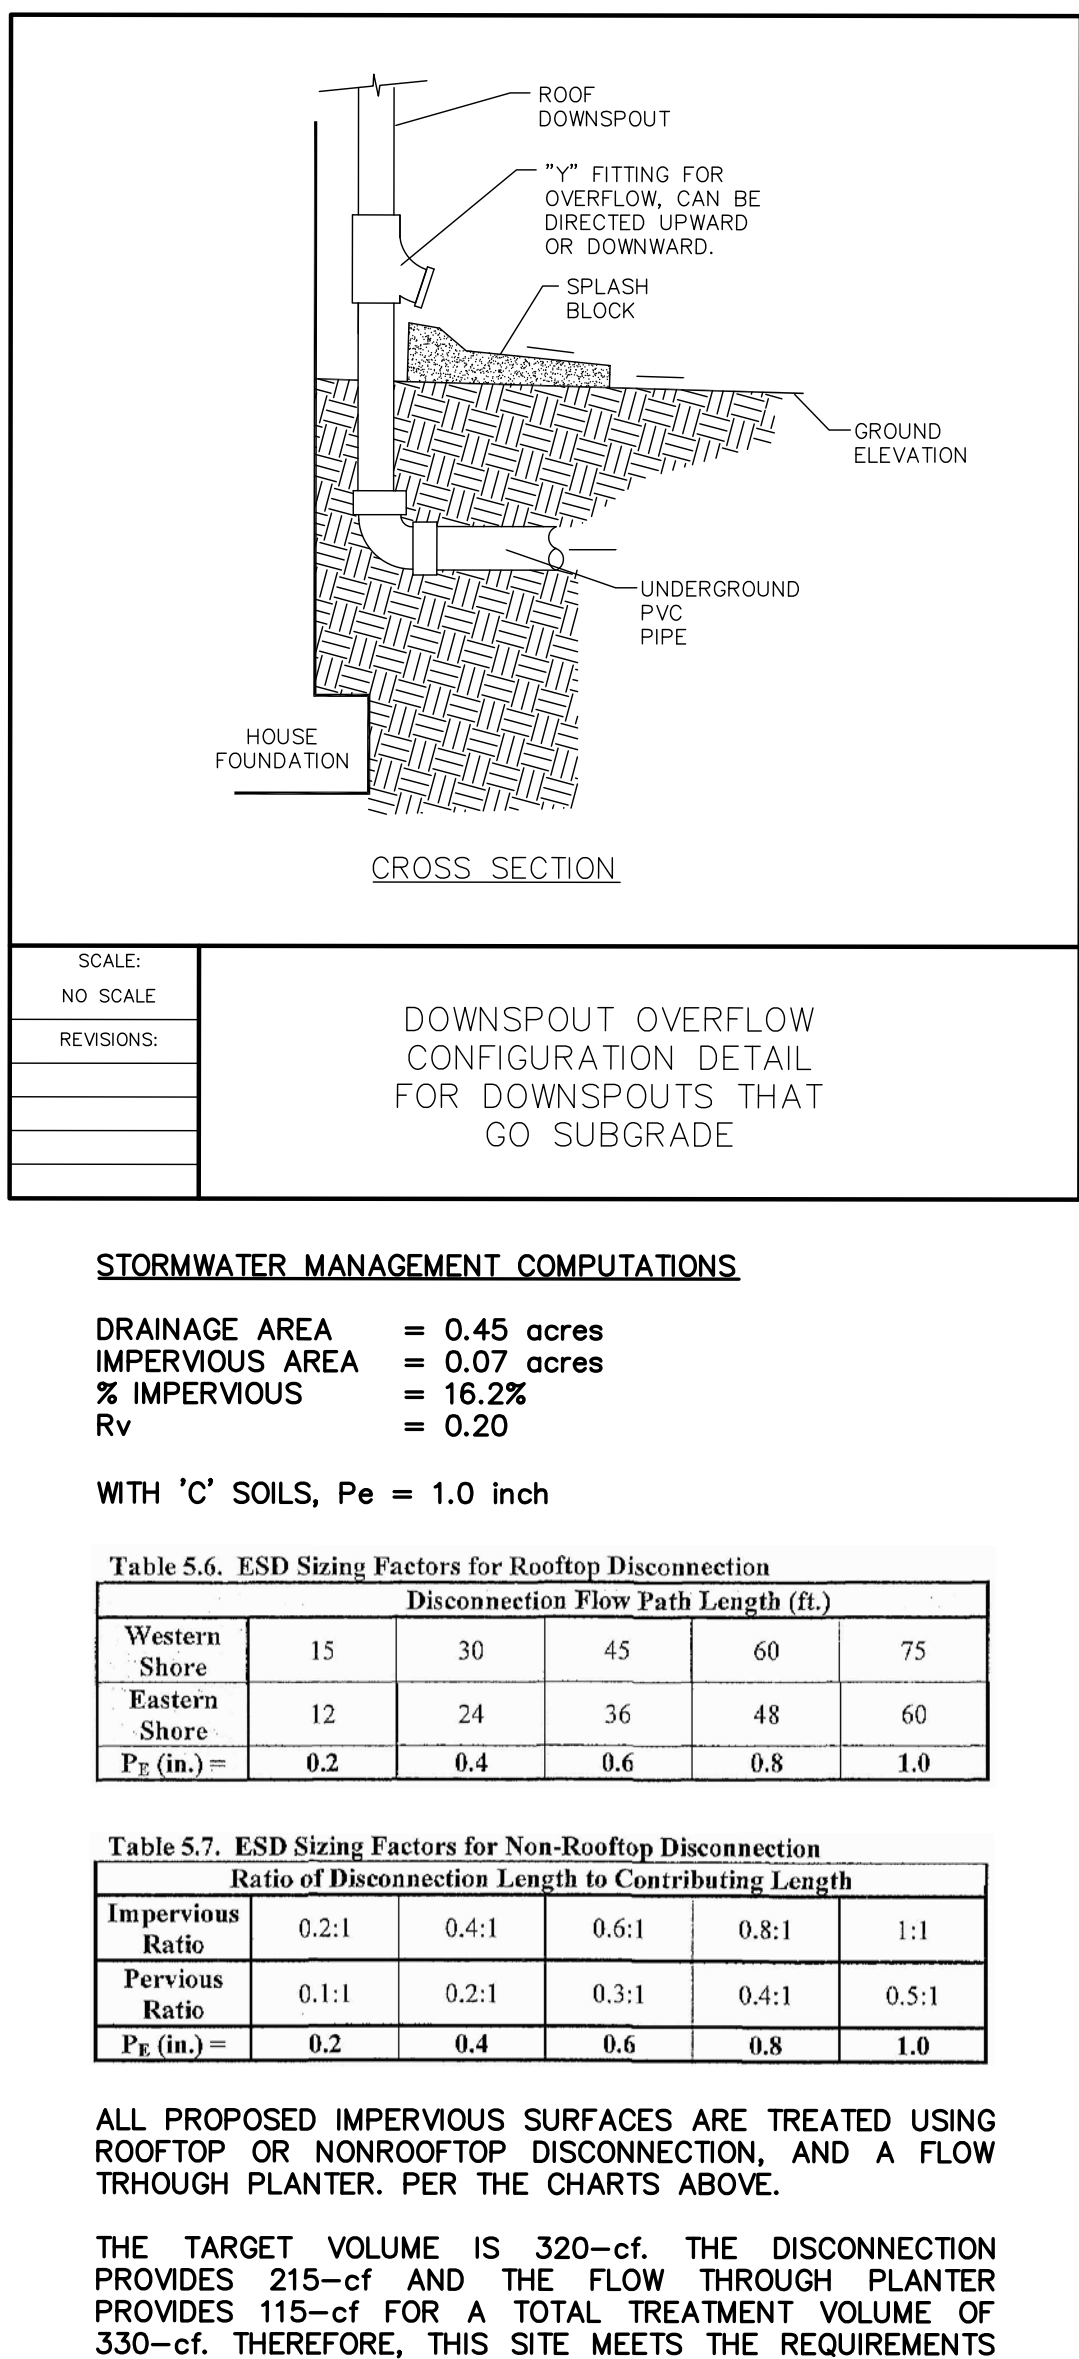 ROOF
DOWNSPOUT
"Y" FITTING FOR
OVERFLOW, CAN BE
DIRECTED UPWARD
OR DOWNWARD.
SPLASH
BLOCK
GROUND
ELEVATION
UNDERGROUND
PVC
PIPE
HOUSE
FOUNDATION
CROSS SECTION
SCALE:
NO SCALE
REVISIONS:
DOWNSPOUT OVERFLOW
CONFIGURATION DETAIL
FOR DOWNSPOUTS THAT
GO SUBGRADE
STORMWATER MANAGEMENT COMPUTATIONS
DRAINAGE AREA = 0.45 acres
IMPERVIOUS AREA = 0.07 acres
% IMPERVIOUS = 16.2%
Rv = 0.20
WITH 'C' SOILS, Pe = 1.0 inch
Table 5.6. ESD Sizing Factors for Rooftop Disconnection
Disconnection Flow Path Length (ft.)
Western Shore 15 30 45 60 75
Eastern Shore 12 24 36 48 60
PE (in.) = 0.2 0.4 0.6 0.8 1.0
Table 5.7. ESD Sizing Factors for Non-Rooftop Disconnection
Ratio of Disconnection Length to Contributing Length
Impervious Ratio 0.2:1 0.4:1 0.6:1 0.8:1 1:1
Pervious Ratio 0.1:1 0.2:1 0.3:1 0.4:1 0.5:1
PE (in.) = 0.2 0.4 0.6 0.8 1.0
ALL PROPOSED IMPERVIOUS SURFACES ARE TREATED USING
ROOFTOP OR NONROOFTOP DISCONNECTION, AND A FLOW
TRHOUGH PLANTER. PER THE CHARTS ABOVE.
THE TARGET VOLUME IS 320-cf. THE DISCONNECTION
PROVIDES 215-cf AND THE FLOW THROUGH PLANTER
PROVIDES 115-cf FOR A TOTAL TREATMENT VOLUME OF
330-cf. THEREFORE, THIS SITE MEETS THE REQUIREMENTS